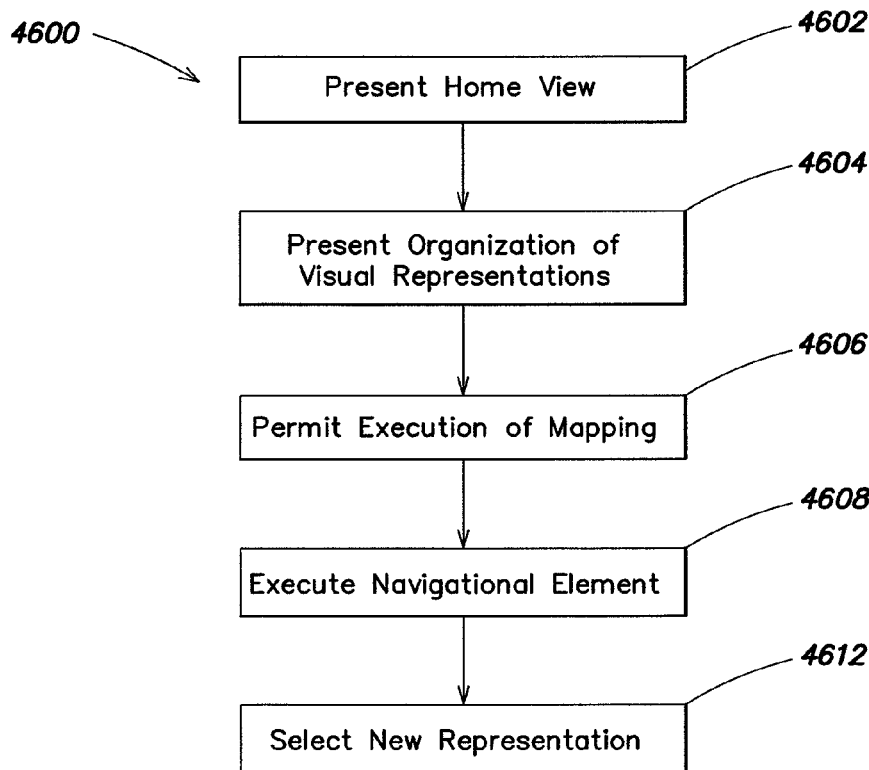 4600
4602
Present Home View
4604
Present Organization of
Visual Representations
4606
Permit Execution of Mapping
4608
Execute Navigational Element
4612
Select New Representation